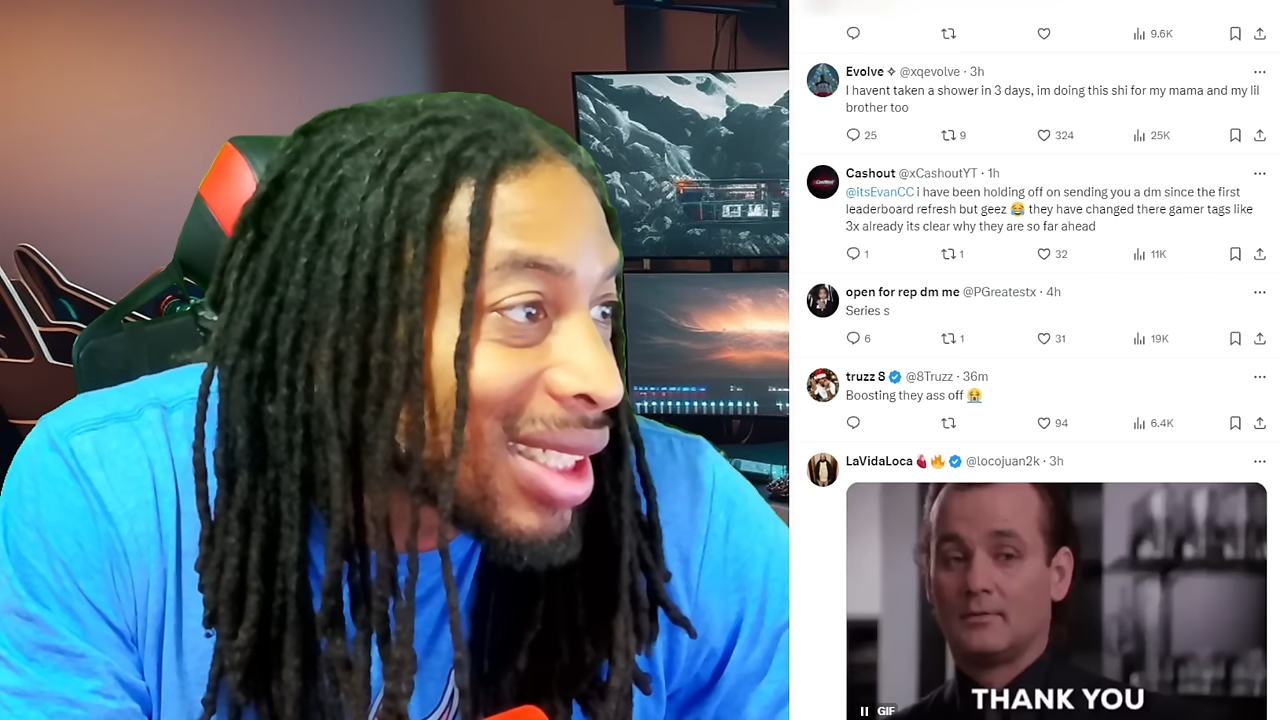 9.6K
Evolve ✧ @xqevolve · 3h
I havent taken a shower in 3 days, im doing this shi for my mama and my lil
brother too
25 9 324 25K
Cashout @xCashoutYT · 1h
@itsEvanCC i have been holding off on sending you a dm since the first
leaderboard refresh but geez 😂 they have changed there gamer tags like
3x already its clear why they are so far ahead
1 1 32 11K
open for rep dm me @PGreatestx · 4h
Series s
6 1 31 19K
truzz S @8Truzz · 36m
Boosting they ass off 😭
94 6.4K
LaVidaLoca 🫀🔥 @locojuan2k · 3h
THANK YOU
GIF